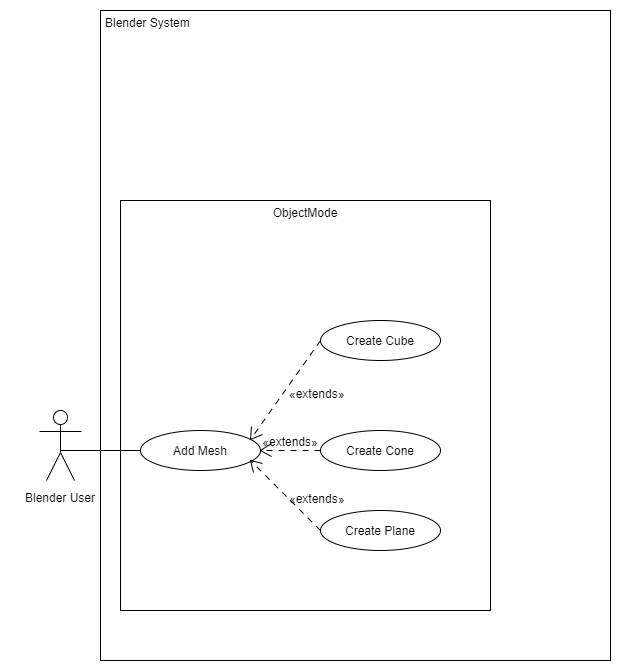 Blender System
ObjectMode
Create Cube
«extends»
Add Mesh
«extends»
Create Cone
Blender User
«extends»
Create Plane